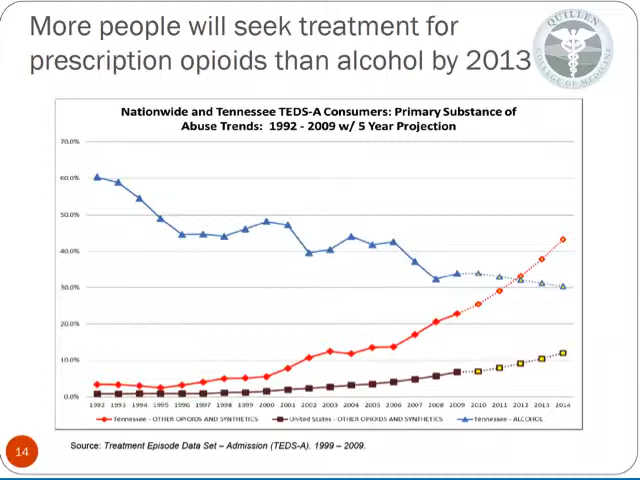 More people will seek treatment for
prescription opioids than alcohol by 2013
QUILLEN
COLLEGE OF MEDICINE
Nationwide and Tennessee TEDS-A Consumers: Primary Substance of
Abuse Trends: 1992 - 2009 w/ 5 Year Projection
70.0%
60.0%
50.0%
40.0%
30.0%
20.0%
10.0%
0.0%
1992 1993 1994 1995 1996 1997 1998 1999 2000 2001 2002 2003 2004 2005 2006 2007 2008 2009 2010 2011 2012 2013 2014
Tennessee - OTHER OPIOIDS AND SYNTHETICS United States - OTHER OPIOIDS AND SYNTHETICS Tennessee - ALCOHOL
14
Source: Treatment Episode Data Set – Admission (TEDS-A). 1999 – 2009.